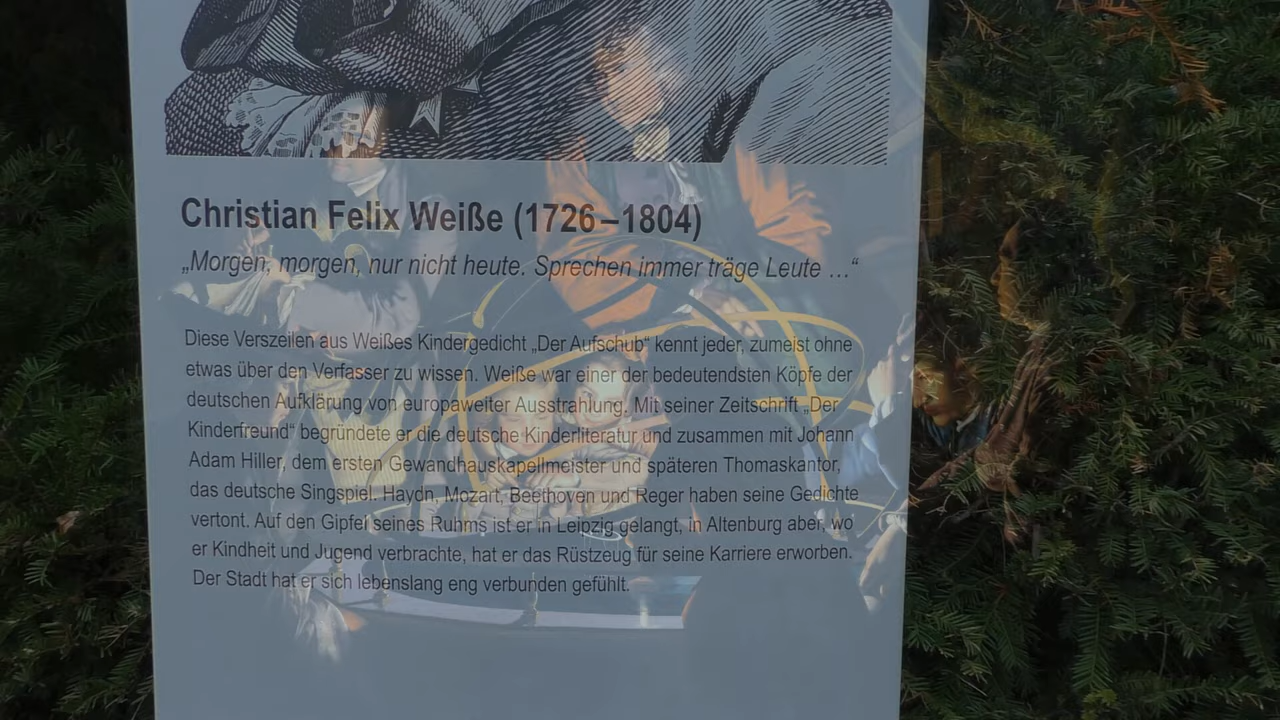 Christian Felix Weiße (1726–1804)
„Morgen, morgen, nur nicht heute. Sprechen immer träge Leute ...“
Diese Verszeilen aus Weißes Kindergedicht „Der Aufschub“ kennt jeder, zumeist ohne
etwas über den Verfasser zu wissen. Weiße war einer der bedeutendsten Köpfe der
deutschen Aufklärung von europaweiter Ausstrahlung. Mit seiner Zeitschrift „Der
Kinderfreund“ begründete er die deutsche Kinderliteratur und zusammen mit Johann
Adam Hiller, dem ersten Gewandhauskapellmeister und späteren Thomaskantor,
das deutsche Singspiel. Haydn, Mozart, Beethoven und Reger haben seine Gedichte
vertont. Auf den Gipfel seines Ruhms ist er in Leipzig gelangt, in Altenburg aber, wo
er Kindheit und Jugend verbrachte, hat er das Rüstzeug für seine Karriere erworben.
Der Stadt hat er sich lebenslang eng verbunden gefühlt.